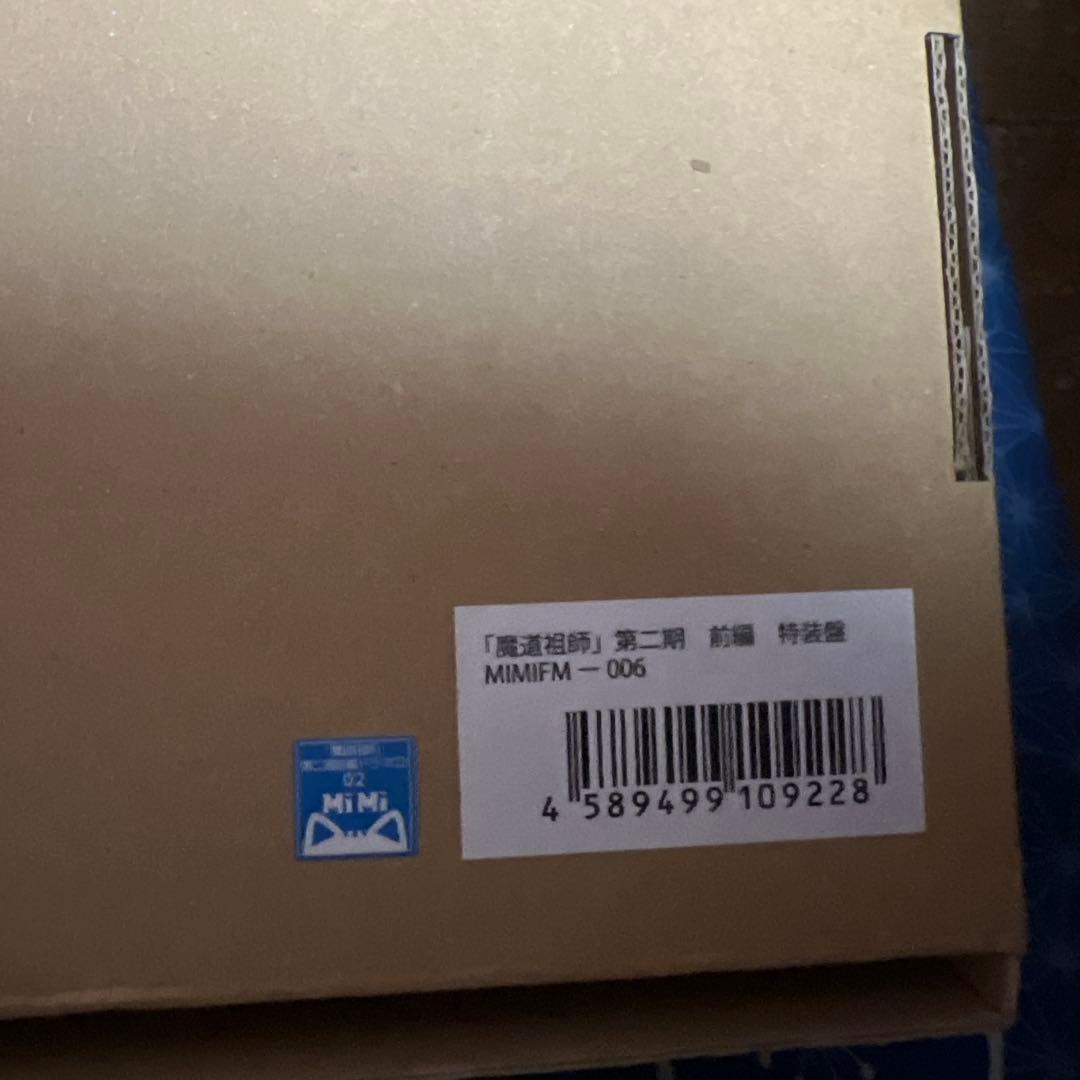 「魔道祖師」第二期　前編　特装盤
MIMIFM － 006
4 589499 109228
02
MiMi